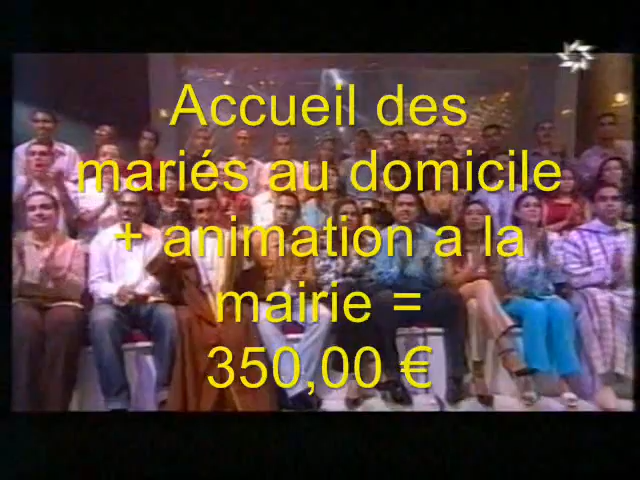 Accueil des
mariés au domicile
+ animation a la
mairie =
350,00 €